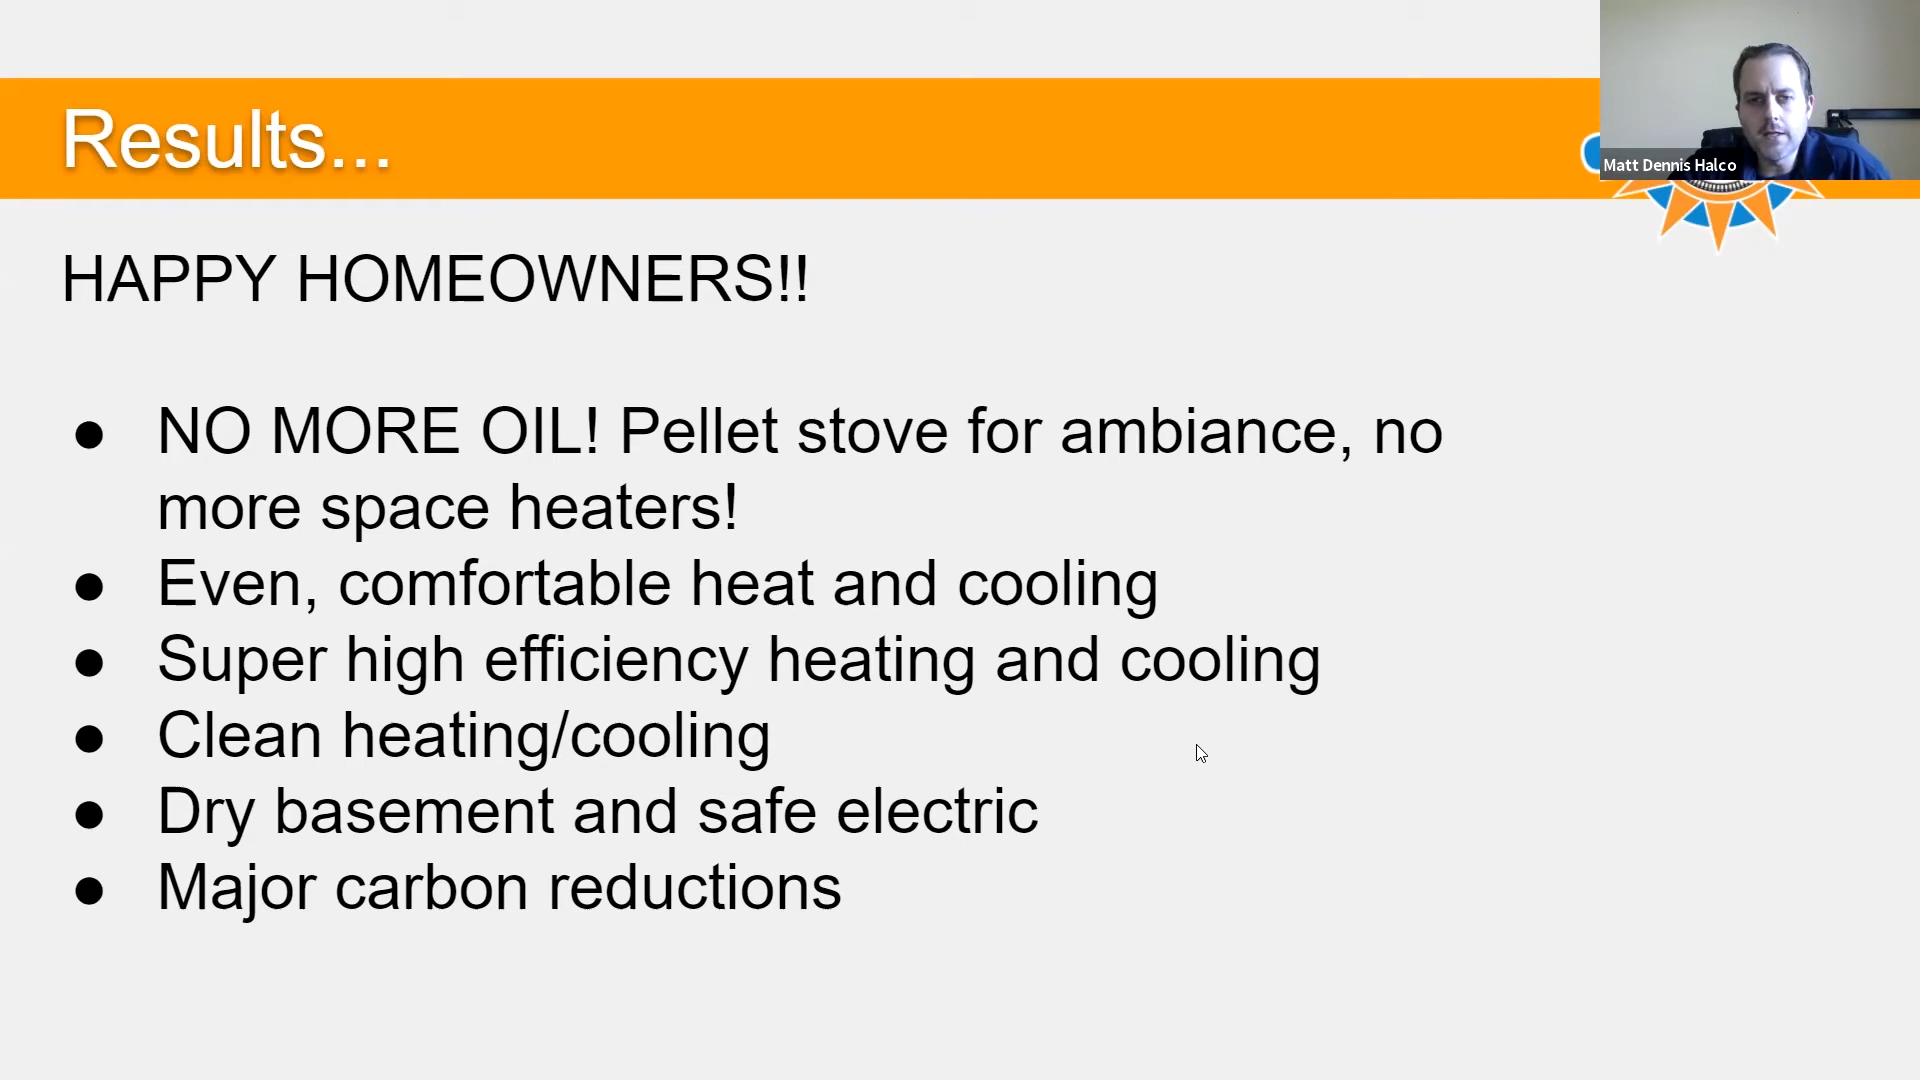 Results...
Matt Dennis Halco
HAPPY HOMEOWNERS!!
● NO MORE OIL! Pellet stove for ambiance, no
more space heaters!
● Even, comfortable heat and cooling
● Super high efficiency heating and cooling
● Clean heating/cooling
● Dry basement and safe electric
● Major carbon reductions